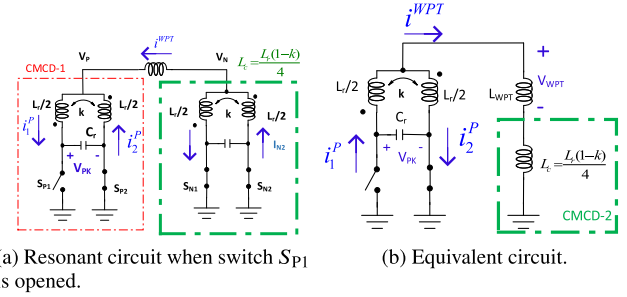 i^WPT
V_P
V_N
L_c = L_r(1-k)/4
CMCD-1
L_r/2
L_r/2
k
i_1^P
C_r
i_2^P
+ V_PK -
S_P1
S_P2
L_r/2
L_r/2
k
I_N2
S_N1
S_N2
i^WPT
L_r/2
L_r/2
k
C_r
i_1^P
+ V_PK -
i_2^P
L_WPT
+
V_WPT
-
L_c = L_r(1-k)/4
CMCD-2
(a) Resonant circuit when switch S_P1
is opened.
(b) Equivalent circuit.